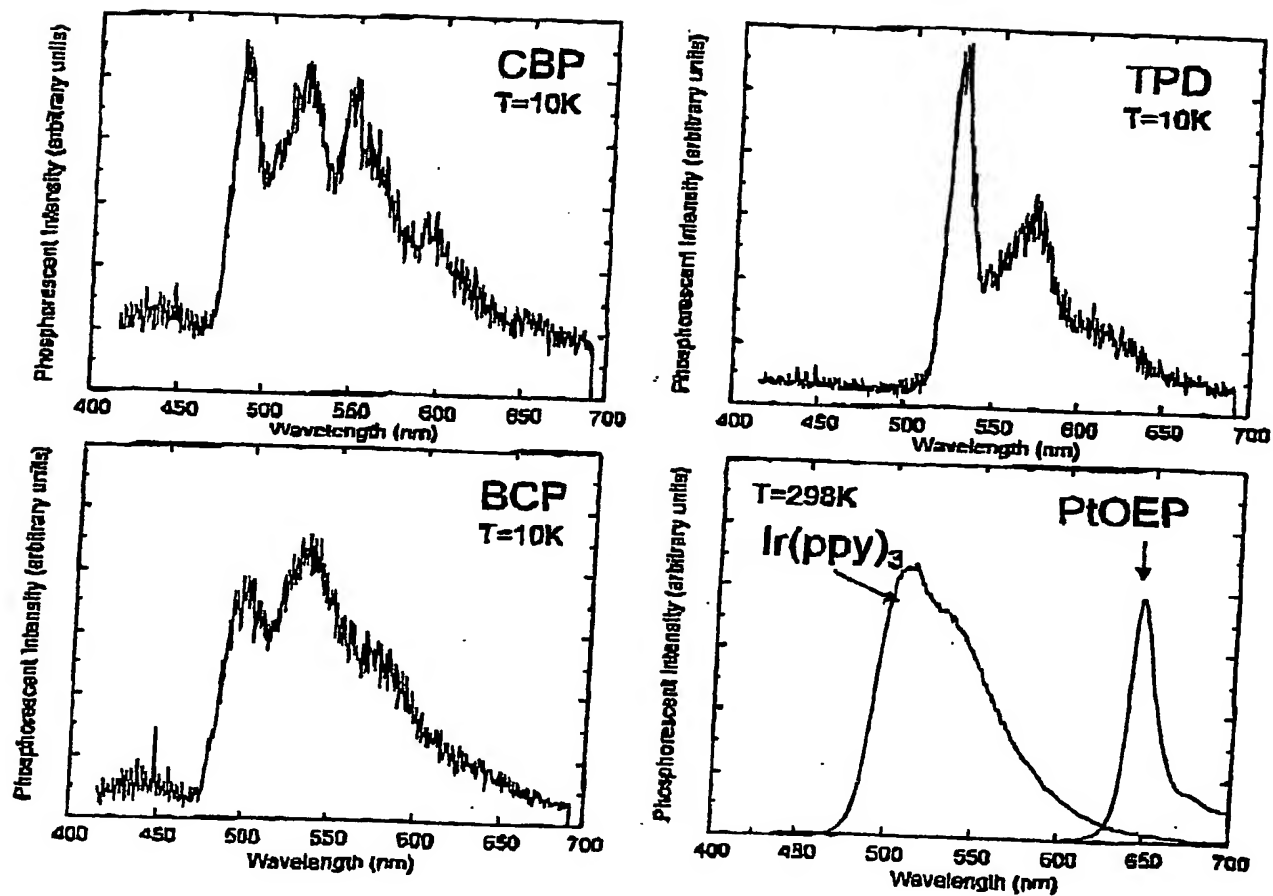 Phosphorescent Intensity (arbitrary units)
CBP
T=10K
400 450 500 550 600 650 700
Wavelength (nm)
Phosphorescent Intensity (arbitrary units)
TPD
T=10K
400 450 500 550 600 650 700
Wavelength (nm)
Phosphorescent Intensity (arbitrary units)
BCP
T=10K
400 450 500 550 600 650 700
Wavelength (nm)
Phosphorescent Intensity (arbitrary units)
T=298K
PtOEP
Ir(ppy)₃
400 450 500 550 600 650 700
Wavelength (nm)